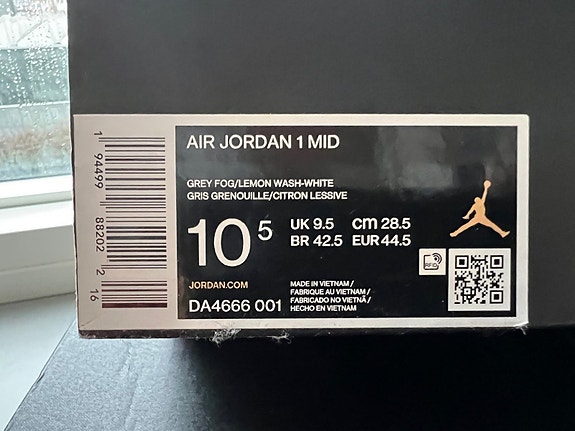 AIR JORDAN 1 MID
GREY FOG/LEMON WASH-WHITE
GRIS GRENOUILLE/CITRON LESSIVE
10 5
UK 9.5 cm 28.5
BR 42.5 EUR 44.5
JORDAN.COM
DA4666 001
MADE IN VIETNAM /
FABRIQUE AU VIETNAM /
FABRICADO NO VIETNÃ /
HECHO EN VIETNAM
RFID
1 94499 88202 2 16